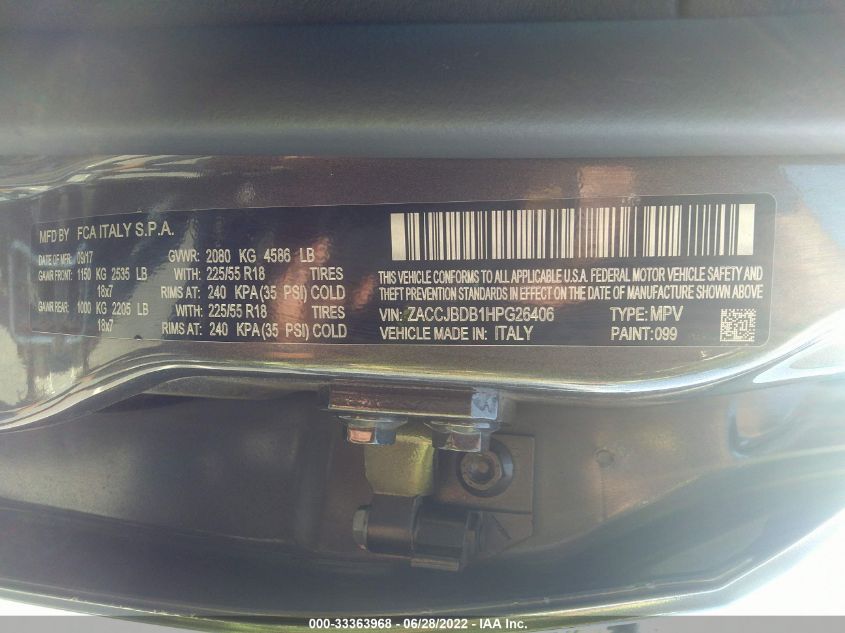 MFD BY FCA ITALY S.P.A.
DATE OF MFR: 09/17 GVWR: 2080 KG 4586 LB
GAWR FRONT: 1150 KG 2535 LB WITH: 225/55 R18 TIRES
18x7 RIMS AT: 240 KPA(35 PSI) COLD
GAWR REAR: 1000 KG 2205 LB WITH: 225/55 R18 TIRES
18x7 RIMS AT: 240 KPA(35 PSI) COLD
THIS VEHICLE CONFORMS TO ALL APPLICABLE U.S.A. FEDERAL MOTOR VEHICLE SAFETY AND
THEFT PREVENTION STANDARDS IN EFFECT ON THE DATE OF MANUFACTURE SHOWN ABOVE
VIN: ZACCJBDB1HPG26406 TYPE: MPV
VEHICLE MADE IN: ITALY PAINT: 099
000-33363968 - 06/28/2022 - IAA Inc.